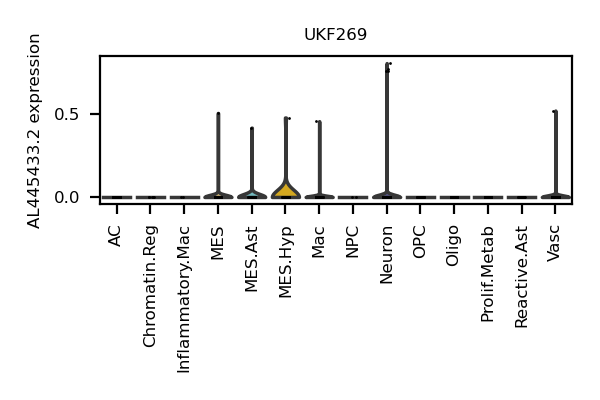 UKF269
AL445433.2 expression
0.5
0.0
AC
Chromatin.Reg
Inflammatory.Mac
MES
MES.Ast
MES.Hyp
Mac
NPC
Neuron
OPC
Oligo
Prolif.Metab
Reactive.Ast
Vasc